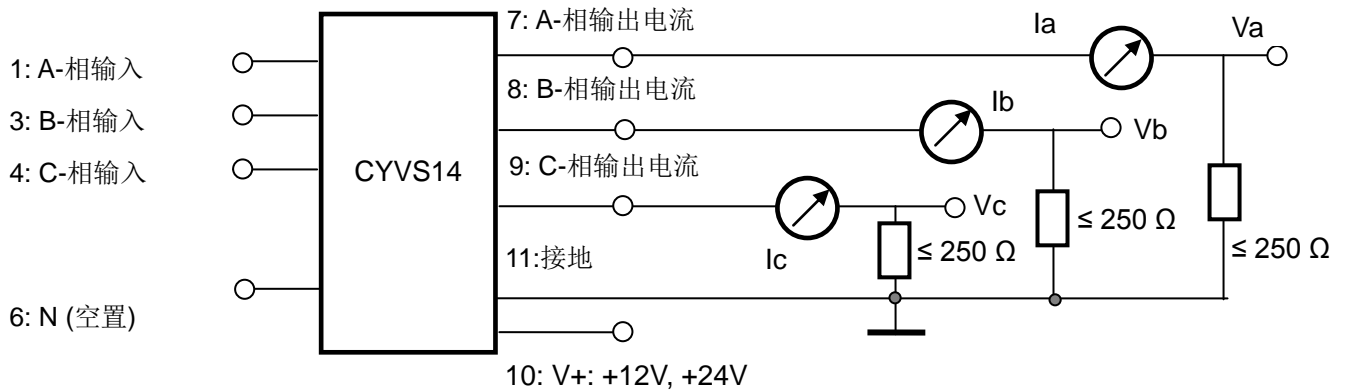 7: A-相输出电流
Ia
Va
1: A-相输入
8: B-相输出电流
Ib
3: B-相输入
Vb
4: C-相输入
CYVS14
9: C-相输出电流
Vc
≤ 250 Ω
≤ 250 Ω
≤ 250 Ω
11:接地
Ic
6: N (空置)
10: V+: +12V, +24V